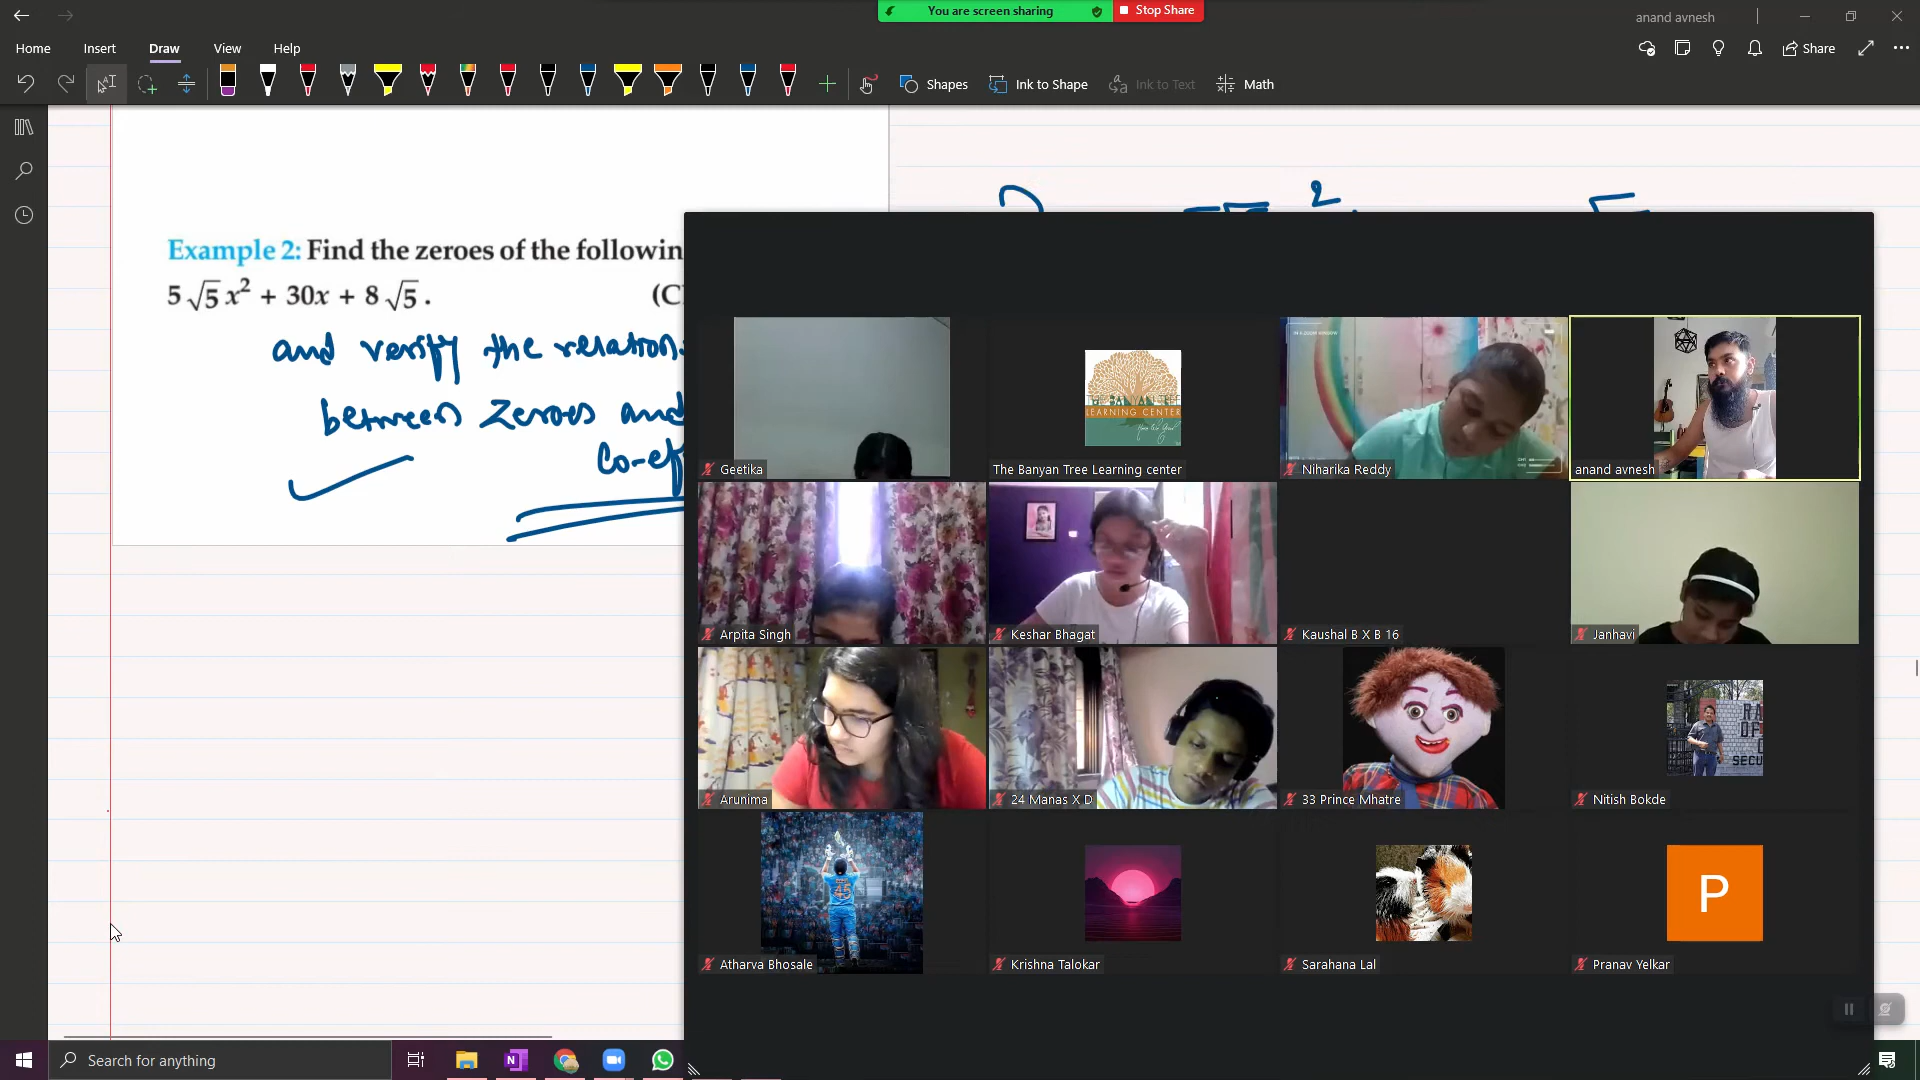 You are screen sharing
Stop Share
anand avnesh
Home Insert Draw View Help
Share
Shapes Ink to Shape Ink to Text Math
Example 2: Find the zeroes of the followin
5√5x² + 30x + 8√5.
and verify the relation
between zeroes and
co-ef
Geetika
THE BANYAN TREE
LEARNING CENTER
The Banyan Tree Learning center
Niharika Reddy
anand avnesh
Arpita Singh
Keshar Bhagat
Kaushal B X B 16
Janhavi
Arunima
24 Manas X D
33 Prince Mhatre
Nitish Bokde
45
Atharva Bhosale
Krishna Talokar
Sarahana Lal
P
Pranav Yelkar
Search for anything